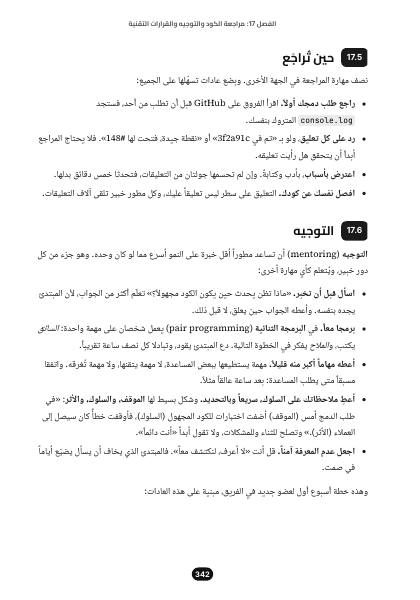 الفصل 17: مراجعة الكود والتوجيه والقرارات التقنية
17.5 حين تُراجَع
نصف مهارة المراجعة في الجهة الأخرى. وبضع عادات تسهّلها على الجميع:
• راجع طلب دمجك أولاً. اقرأ الفروق على GitHub قبل أن تطلب من أحد، فستجد
console.log المتروك بنفسك.
• رد على كل تعليق، ولو بـ «تم في 3f2a91c» أو «نقطة جيدة، فتحت لها #148». فلا يحتاج المراجع
أبداً أن يتحقق هل رأيت تعليقه.
• اعترض بأسباب، بأدب وكتابةً. وإن لم تحسمها جولتان من التعليقات، فتحدثا خمس دقائق بدلها.
• افصل نفسك عن كودك. التعليق على سطر ليس تعليقاً عليك، وكل مطور خبير تلقى آلاف التعليقات.
17.6 التوجيه
التوجيه (mentoring) أن تساعد مطوراً أقل خبرة على النمو أسرع مما لو كان وحده. وهو جزء من كل
دور خبير، ويُتعلم كأي مهارة أخرى:
• اسأل قبل أن تخبر. «ماذا تظن يحدث حين يكون الكود مجهولاً؟» تعلّم أكثر من الجواب، لأن المبتدئ
يجده بنفسه. وأعطه الجواب حين يعلق، لا قبل ذلك.
• برمجا معاً. في البرمجة الثنائية (pair programming) يعمل شخصان على مهمة واحدة: السائق
يكتب، والملاح يفكر في الخطوة التالية. دع المبتدئ يقود، وتبادلا كل نصف ساعة تقريباً.
• أعطه مهاماً أكبر منه قليلاً. مهمة يستطيعها ببعض المساعدة، لا مهمة يتقنها، ولا مهمة تُغرقه. واتفقا
مسبقاً متى يطلب المساعدة: بعد ساعة عالقاً مثلاً.
• أعطِ ملاحظاتك على السلوك، سريعاً وبالتحديد. وشكل بسيط لها الموقف، والسلوك، والأثر: «في
طلب الدمج أمس (الموقف) أضفت اختبارات للكود المجهول (السلوك)، فأوقفت خطأً كان سيصل إلى
العملاء (الأثر).» وتصلح للثناء وللمشكلات، ولا تقول أبداً «أنت دائماً».
• اجعل عدم المعرفة آمناً. قل أنت «لا أعرف، لنكتشف معاً». فالمبتدئ الذي يخاف أن يسأل يضيّع أياماً
في صمت.
وهذه خطة أسبوع أول لعضو جديد في الفريق، مبنية على هذه العادات:
342